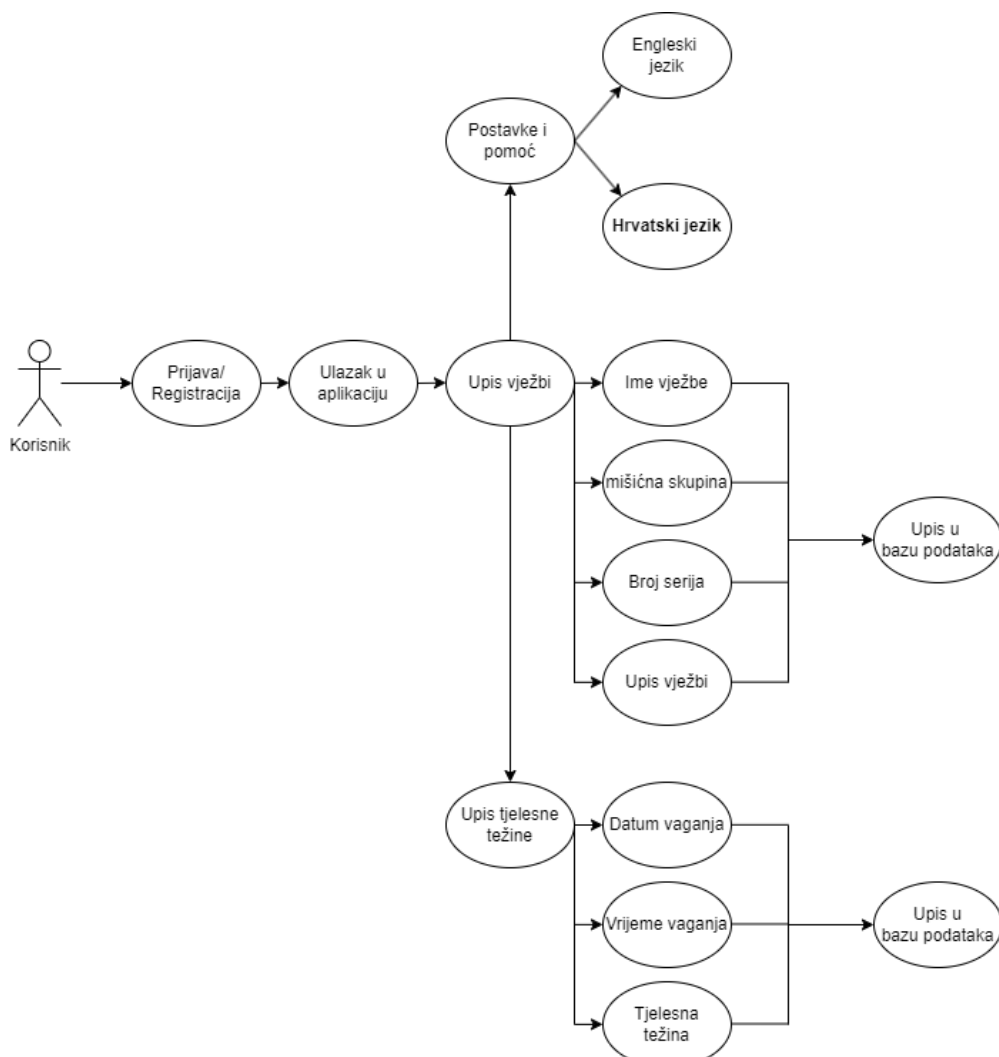 Engleski
jezik
Postavke i
pomoć
Hrvatski jezik
Korisnik
Prijava/
Registracija
Ulazak u
aplikaciju
Upis vježbi
Ime vježbe
mišićna skupina
Broj serija
Upis vježbi
Upis u
bazu podataka
Upis tjelesne
težine
Datum vaganja
Vrijeme vaganja
Tjelesna
težina
Upis u
bazu podataka